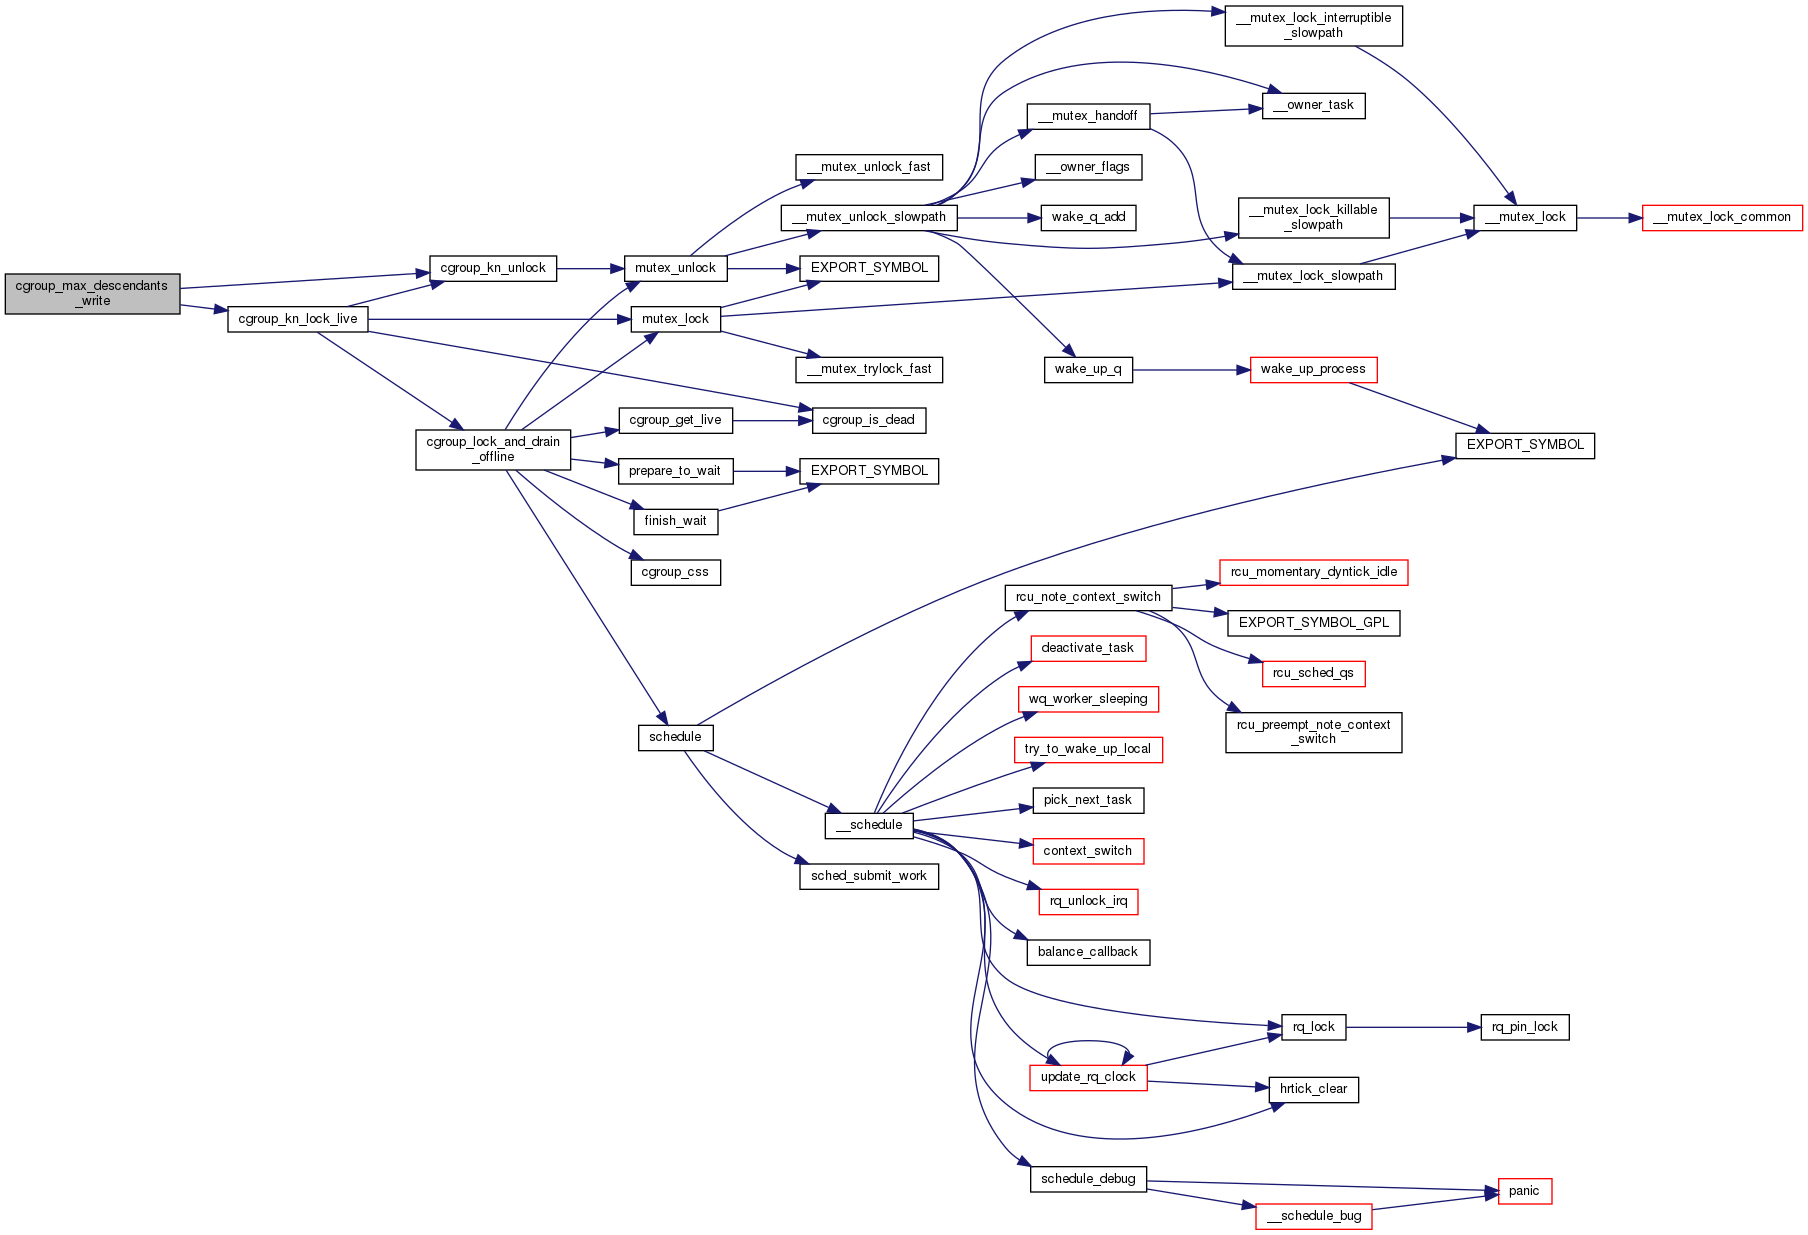 __mutex_lock_interruptible
_slowpath
__owner_task
__mutex_handoff
__mutex_unlock_fast
__owner_flags
__mutex_unlock_slowpath
wake_q_add
__mutex_lock_killable
_slowpath
__mutex_lock
__mutex_lock_common
cgroup_max_descendants
_write
cgroup_kn_unlock
mutex_unlock
EXPORT_SYMBOL
__mutex_lock_slowpath
cgroup_kn_lock_live
mutex_lock
__mutex_trylock_fast
wake_up_q
wake_up_process
cgroup_get_live
cgroup_is_dead
cgroup_lock_and_drain
_offline
EXPORT_SYMBOL
prepare_to_wait
EXPORT_SYMBOL
finish_wait
cgroup_css
rcu_momentary_dyntick_idle
rcu_note_context_switch
EXPORT_SYMBOL_GPL
deactivate_task
rcu_sched_qs
wq_worker_sleeping
rcu_preempt_note_context
_switch
schedule
try_to_wake_up_local
pick_next_task
__schedule
context_switch
sched_submit_work
rq_unlock_irq
balance_callback
rq_lock
rq_pin_lock
update_rq_clock
hrtick_clear
schedule_debug
panic
__schedule_bug